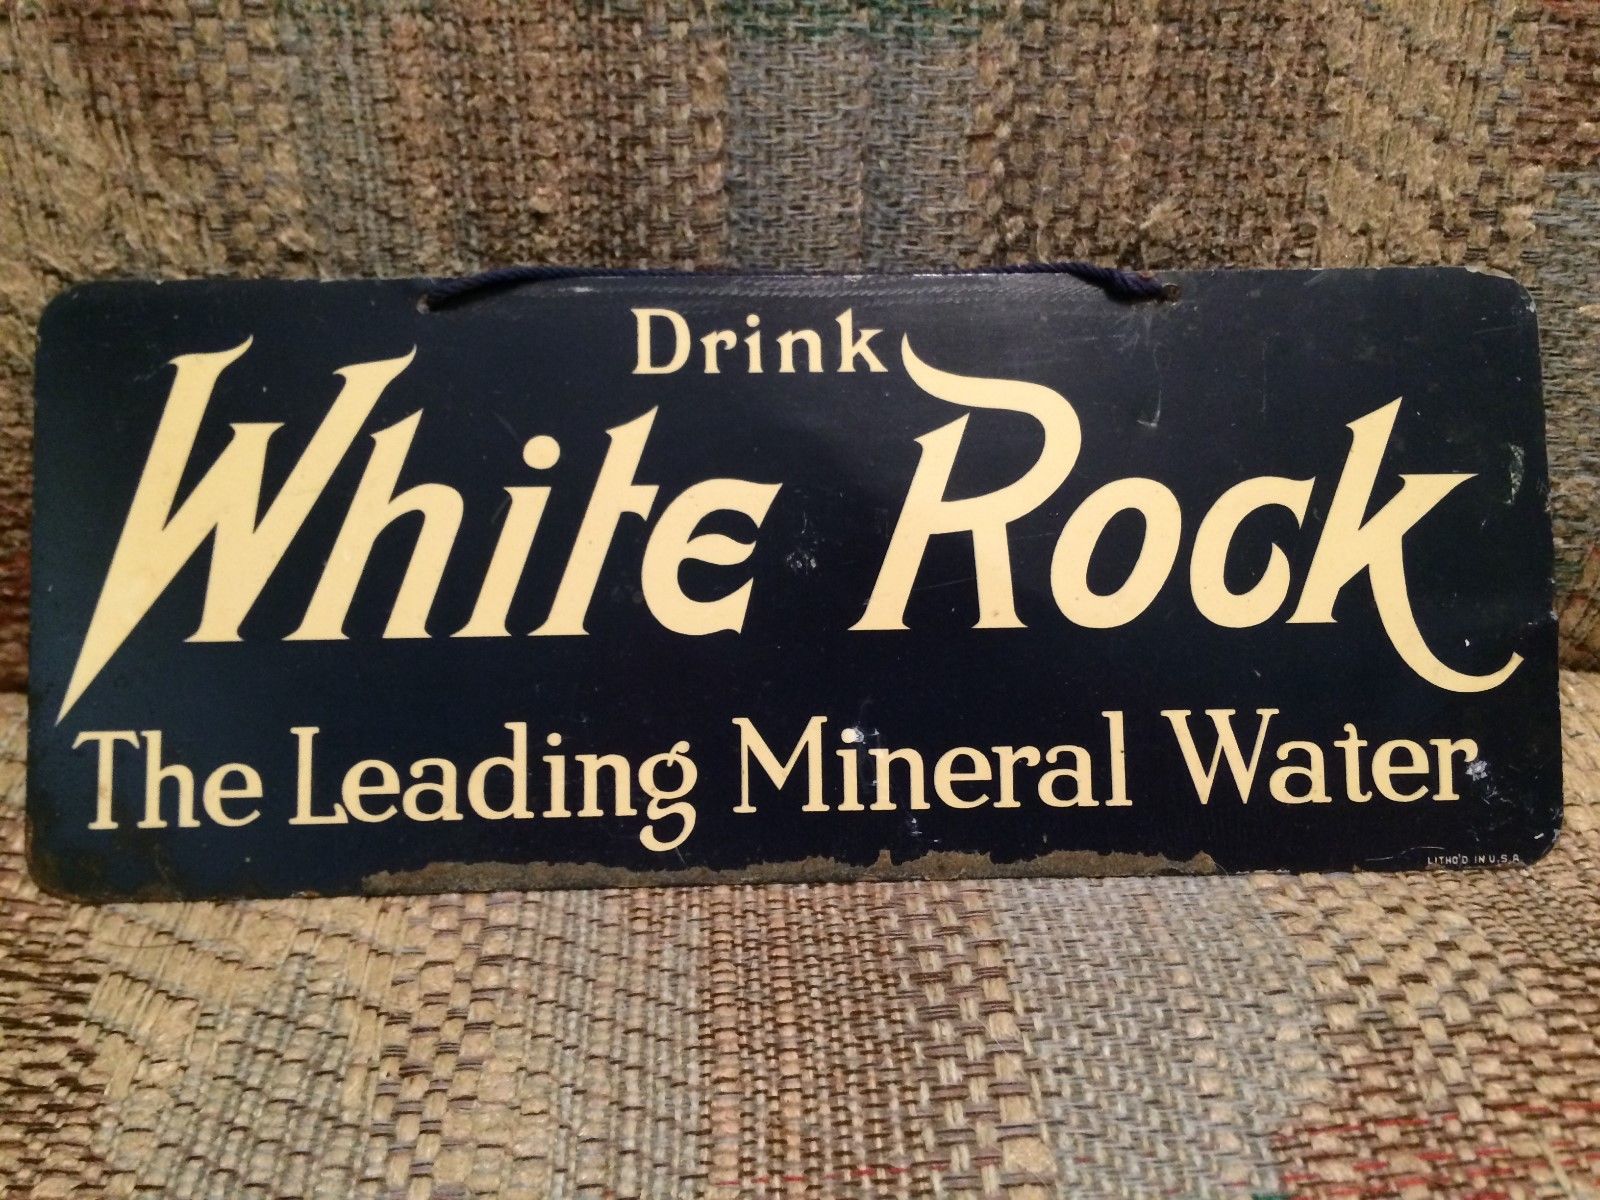 Drink
White Rock
The Leading Mineral Water
LITHO'D IN U.S.A.